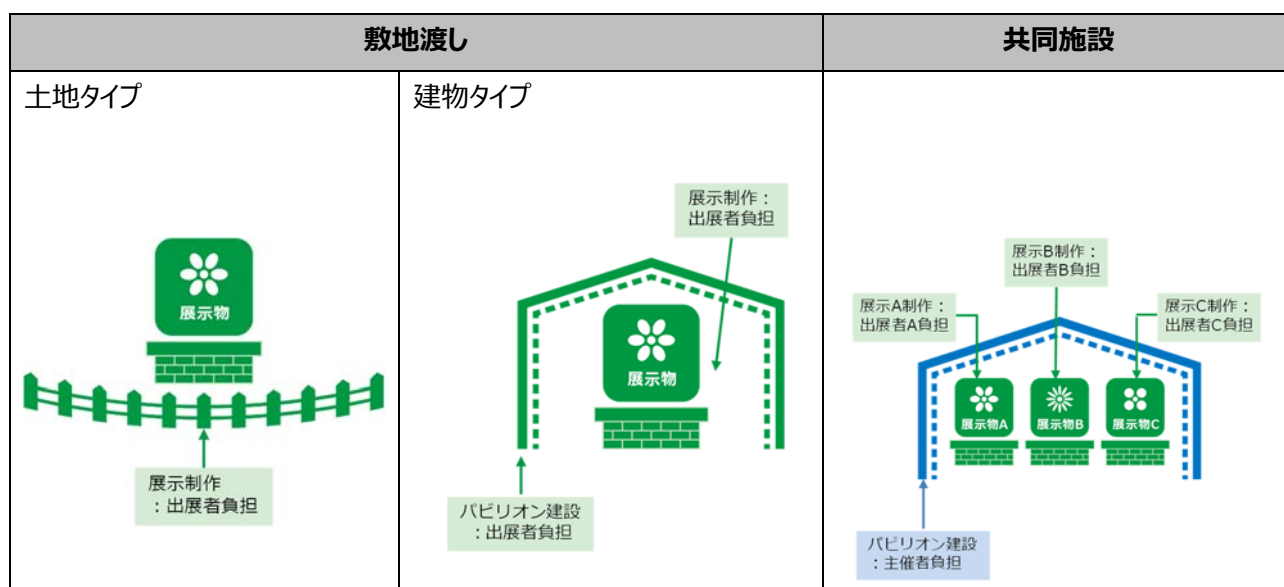 敷地渡し
共同施設
土地タイプ
展示物
展示制作
：出展者負担
建物タイプ
展示制作：
出展者負担
展示物
パビリオン建設
：出展者負担
展示B制作：
出展者B負担
展示A制作：
出展者A負担
展示C制作：
出展者C負担
展示物A
展示物B
展示物C
パビリオン建設
：主催者負担